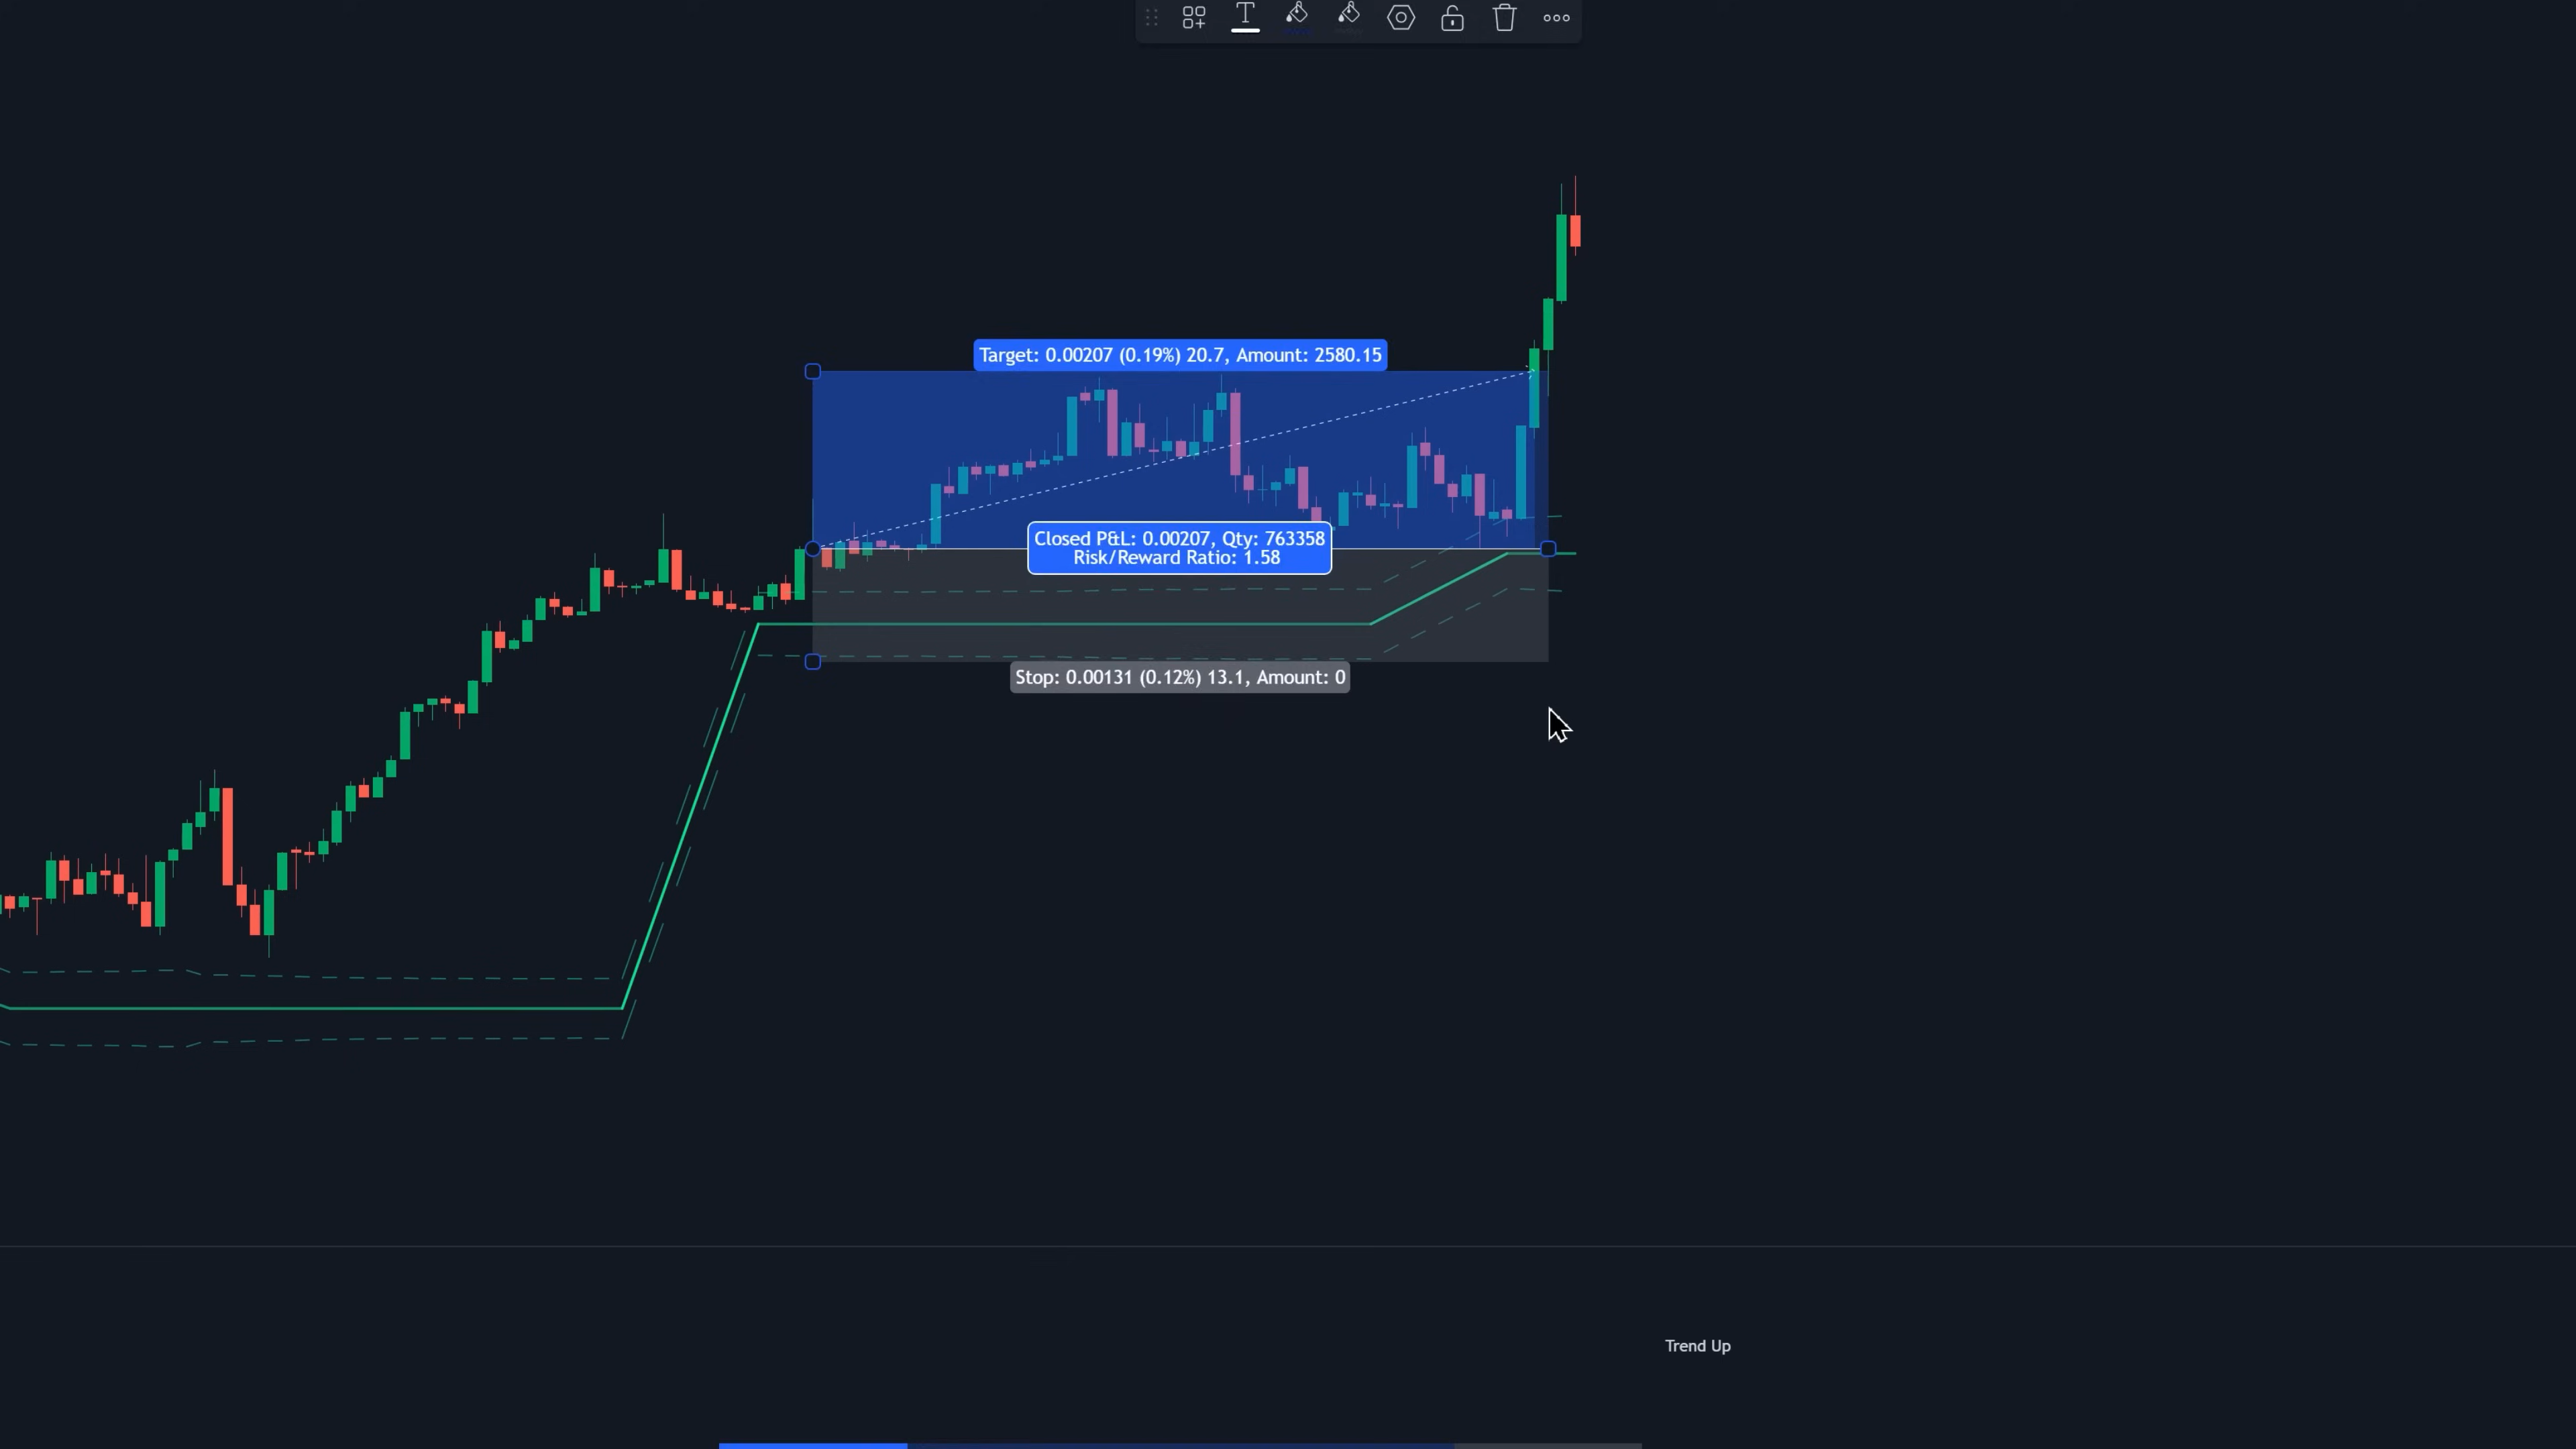 Target: 0.00207 (0.19%) 20.7, Amount: 2580.15
Closed P&L: 0.00207, Qty: 763358
Risk/Reward Ratio: 1.58
Stop: 0.00131 (0.12%) 13.1, Amount: 0
Trend Up